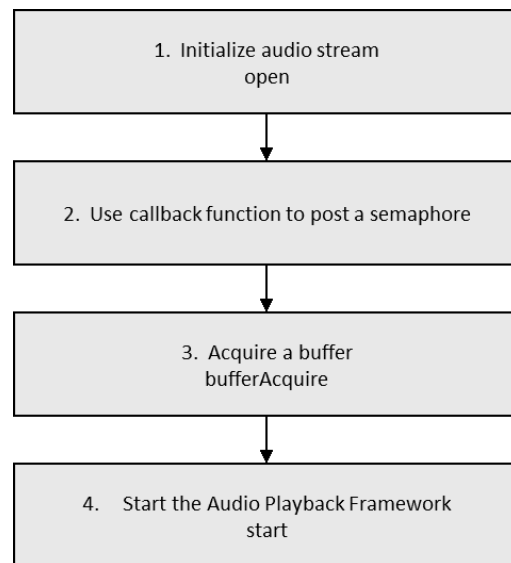 1. Initialize audio stream
open
2. Use callback function to post a semaphore
3. Acquire a buffer
bufferAcquire
4. Start the Audio Playback Framework
start